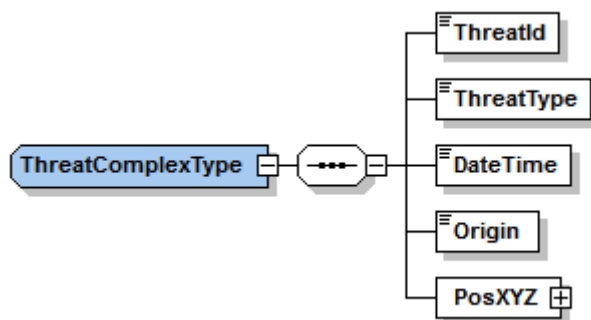 ThreatId
ThreatType
ThreatComplexType
DateTime
Origin
PosXYZ